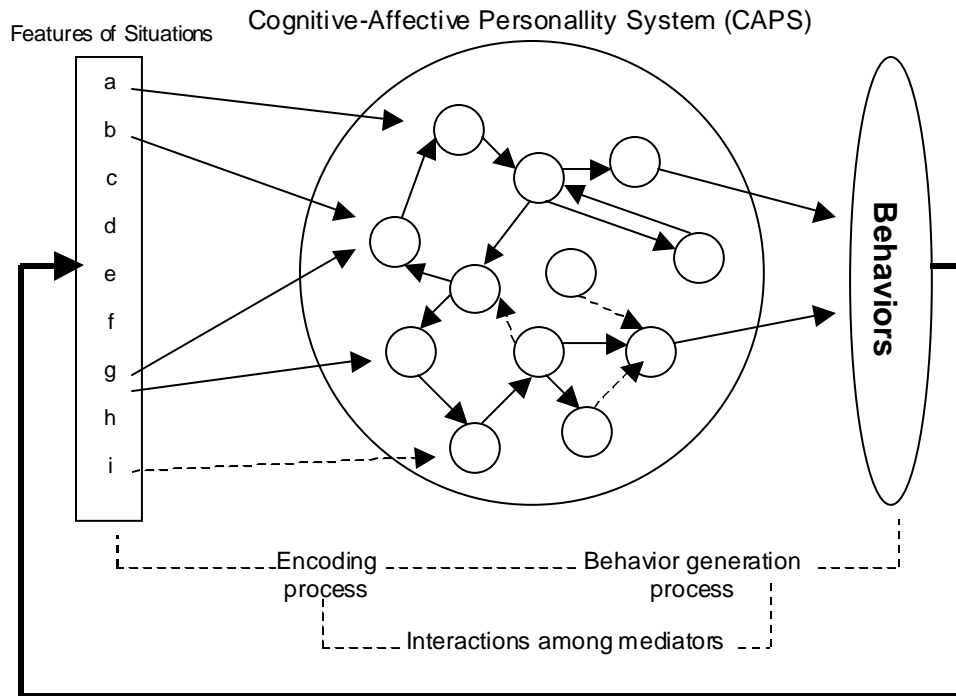 Cognitive-Affective Personallity System (CAPS)
Features of Situations
a
b
c
d
e
f
g
h
i
Behaviors
Encoding
process
Behavior generation
process
Interactions among mediators